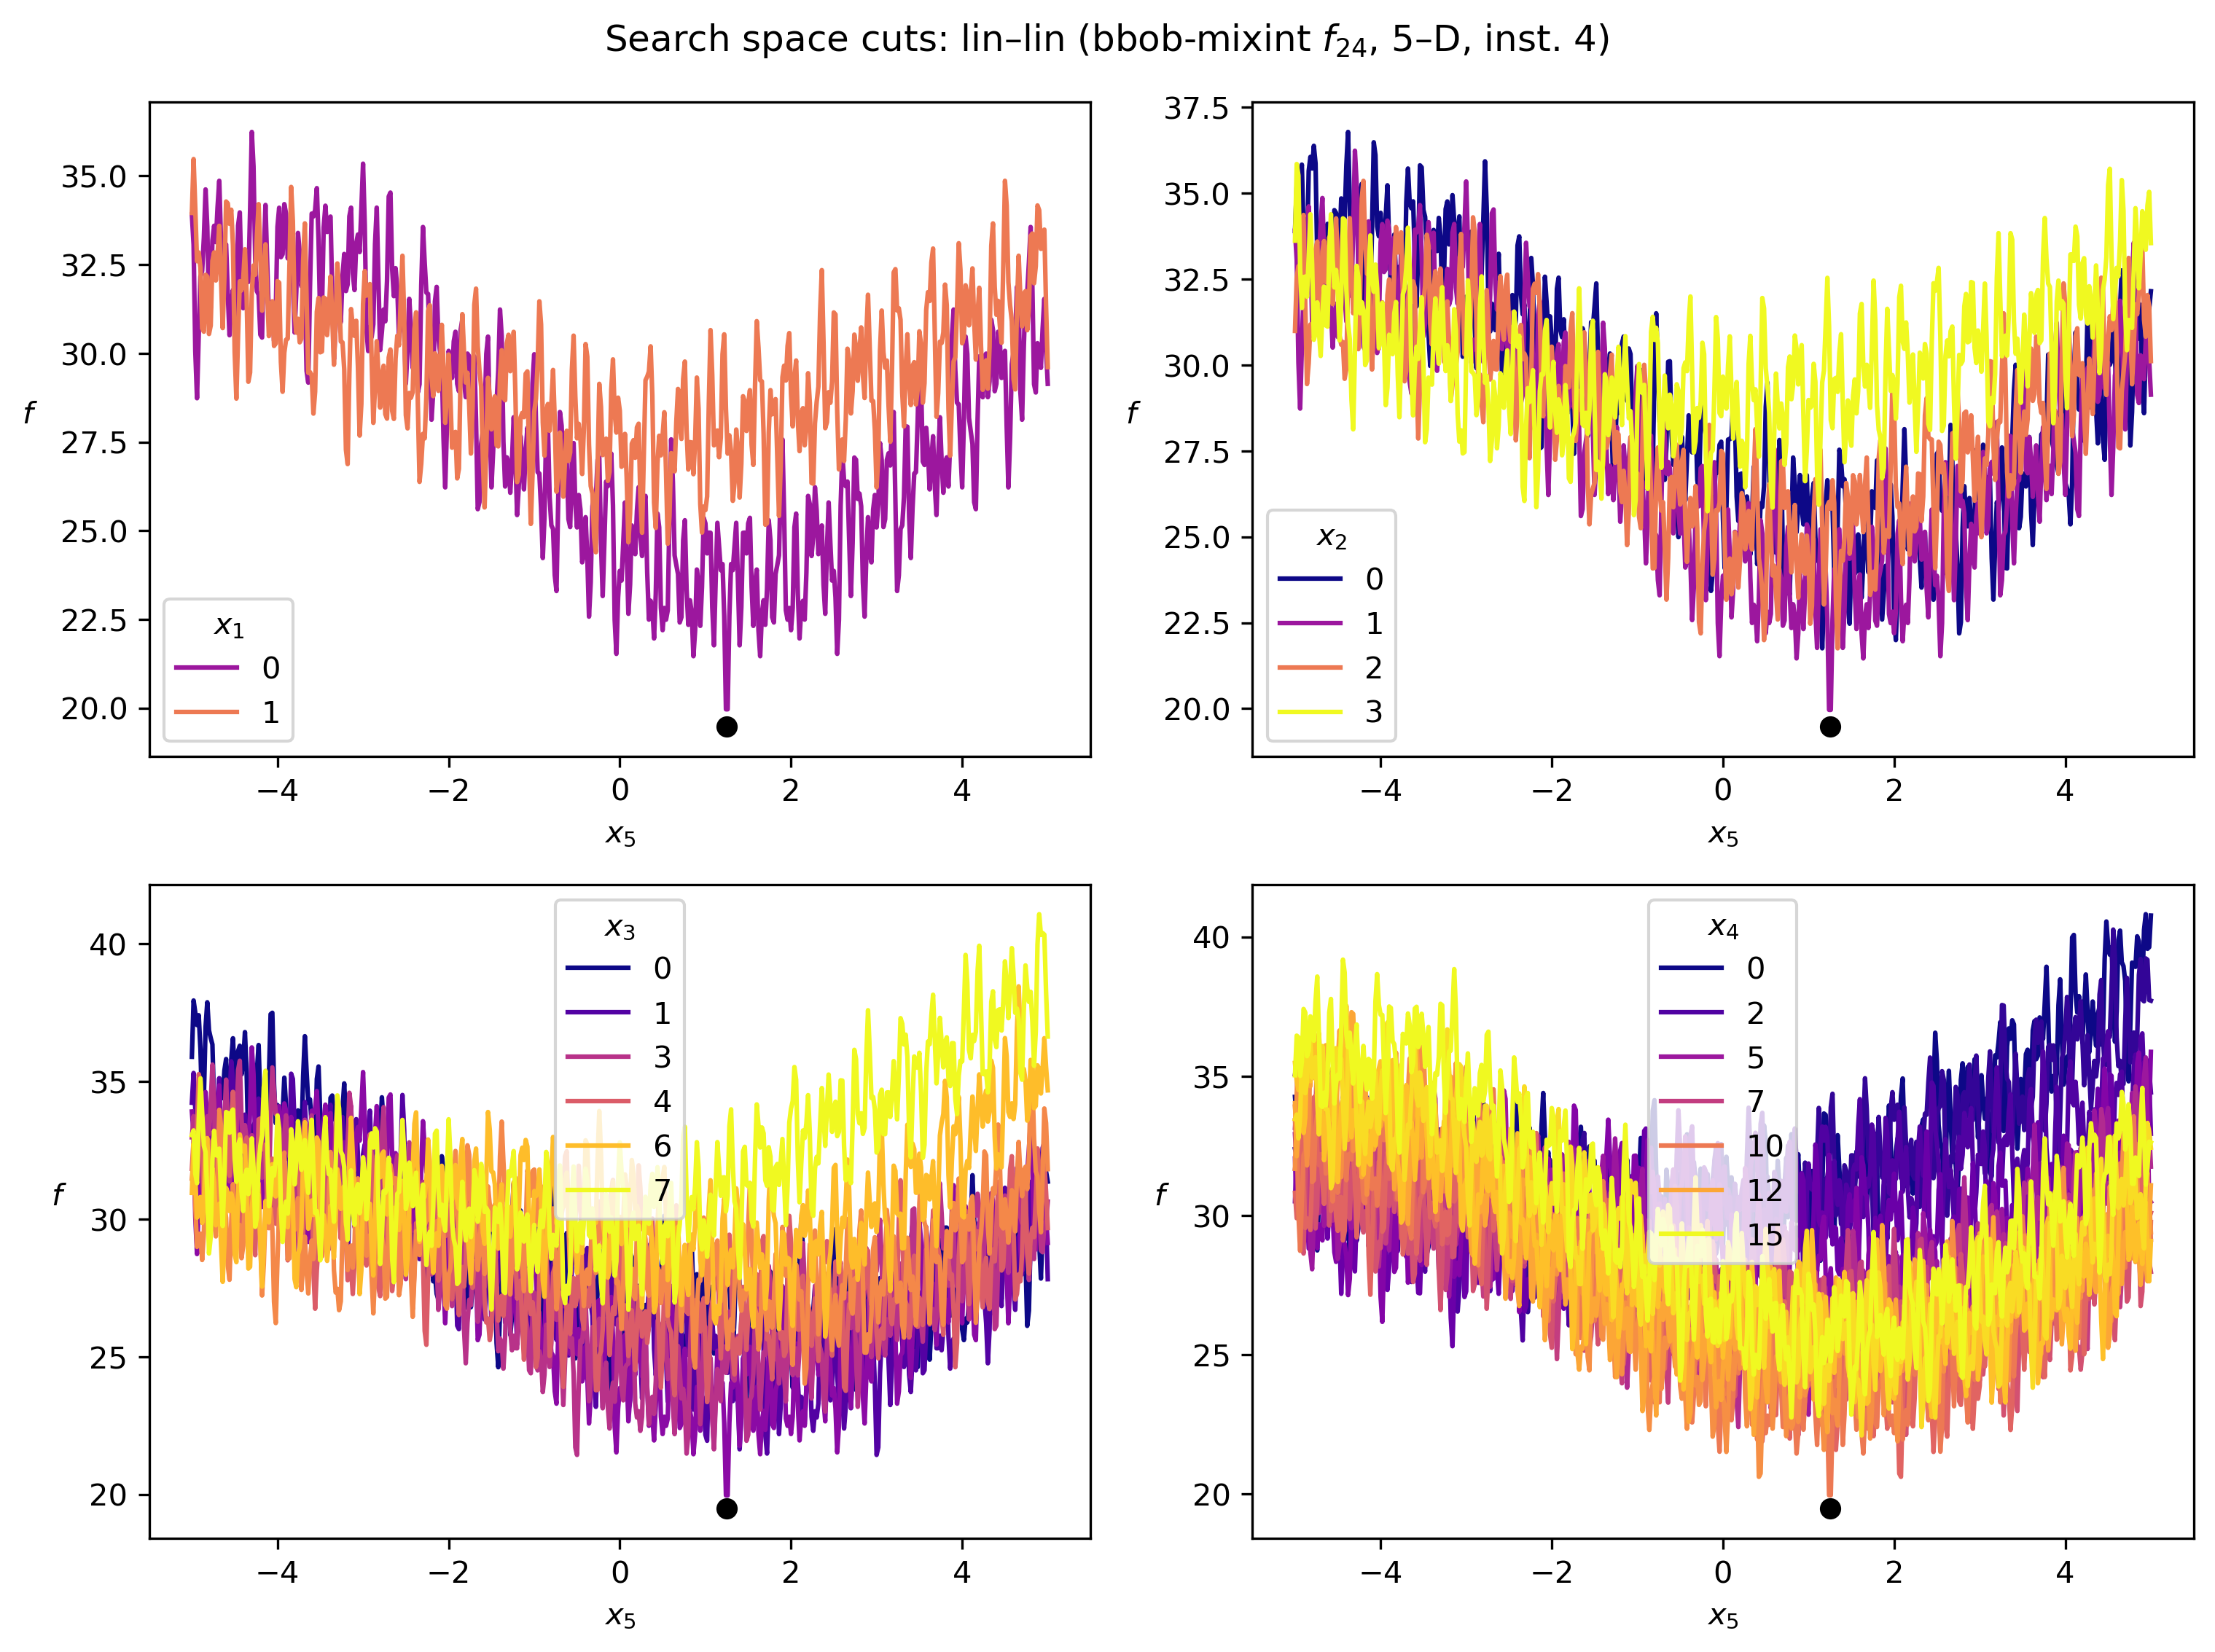 Search space cuts: lin–lin (bbob-mixint f24, 5–D, inst. 4)
35.0
32.5
30.0
27.5
25.0
22.5
20.0
f
x1
0
1
−4 −2 0 2 4
x5
37.5
35.0
32.5
30.0
27.5
25.0
22.5
20.0
f
x2
0
1
2
3
−4 −2 0 2 4
x5
40
35
30
25
20
f
x3
0
1
3
4
6
7
−4 −2 0 2 4
x5
40
35
30
25
20
f
x4
0
2
5
7
10
12
15
−4 −2 0 2 4
x5